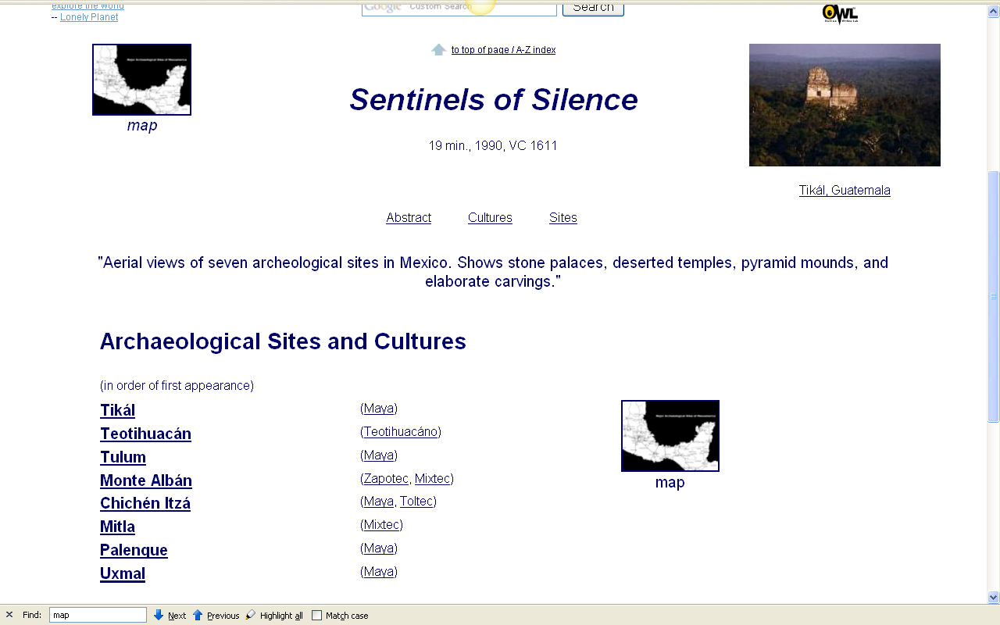 explore the world
-- Lonely Planet
Google Custom Search
Search
OWL
map
to top of page / A-Z index
Sentinels of Silence
19 min., 1990, VC 1611
Tikál, Guatemala
Abstract Cultures Sites
"Aerial views of seven archeological sites in Mexico. Shows stone palaces, deserted temples, pyramid mounds, and
elaborate carvings."
Archaeological Sites and Cultures
(in order of first appearance)
Tikál (Maya)
Teotihuacán (Teotihuacáno)
Tulum (Maya)
Monte Albán (Zapotec, Mixtec)
Chichén Itzá (Maya, Toltec)
Mitla (Mixtec)
Palenque (Maya)
Uxmal (Maya)
map
Find: map Next Previous Highlight all Match case